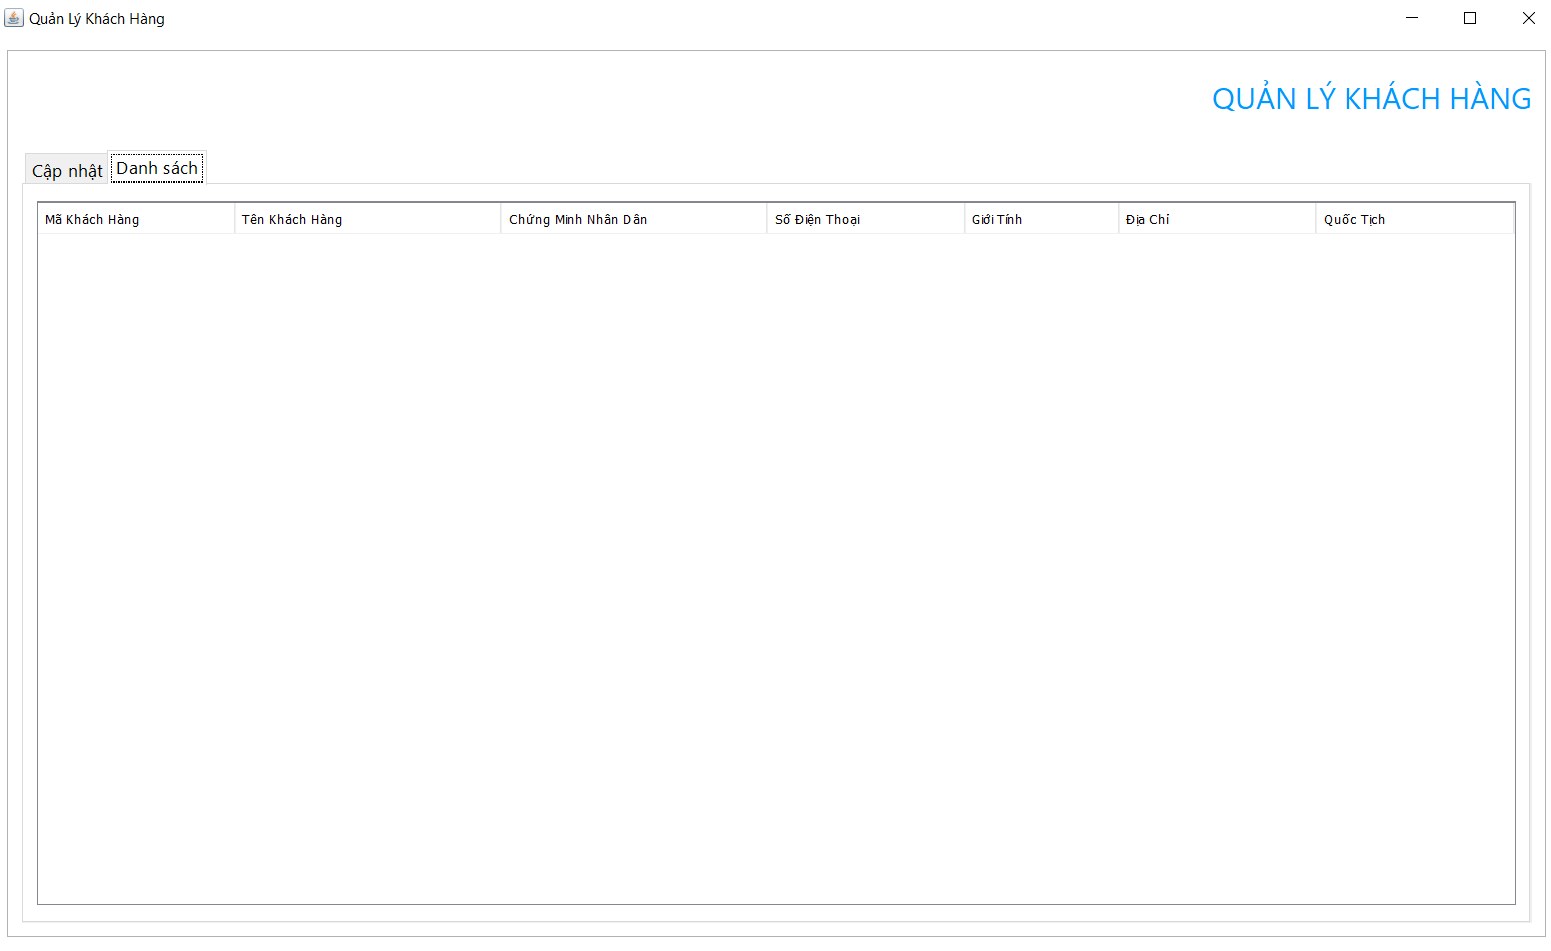 Quản Lý Khách Hàng
QUẢN LÝ KHÁCH HÀNG
Cập nhật Danh sách
Mã Khách Hàng Tên Khách Hàng Chứng Minh Nhân Dân Số Điện Thoại Giới Tính Địa Chỉ Quốc Tịch